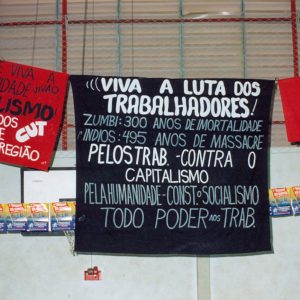 E VIVA A
IDADE
LISMO
DOS
E CUT
REGIÃO...
(((VIVA A LUTA DOS
TRABALHADORES!
ZUMBI: 300 ANOS DE IMORTALIDADE
ÍNDIOS: 495 ANOS DE MASSACRE
PELOS TRAB. - CONTRA O
CAPITALISMO
PELA HUMANIDADE - CONST. O SOCIALISMO
TODO PODER AOS TRAB.